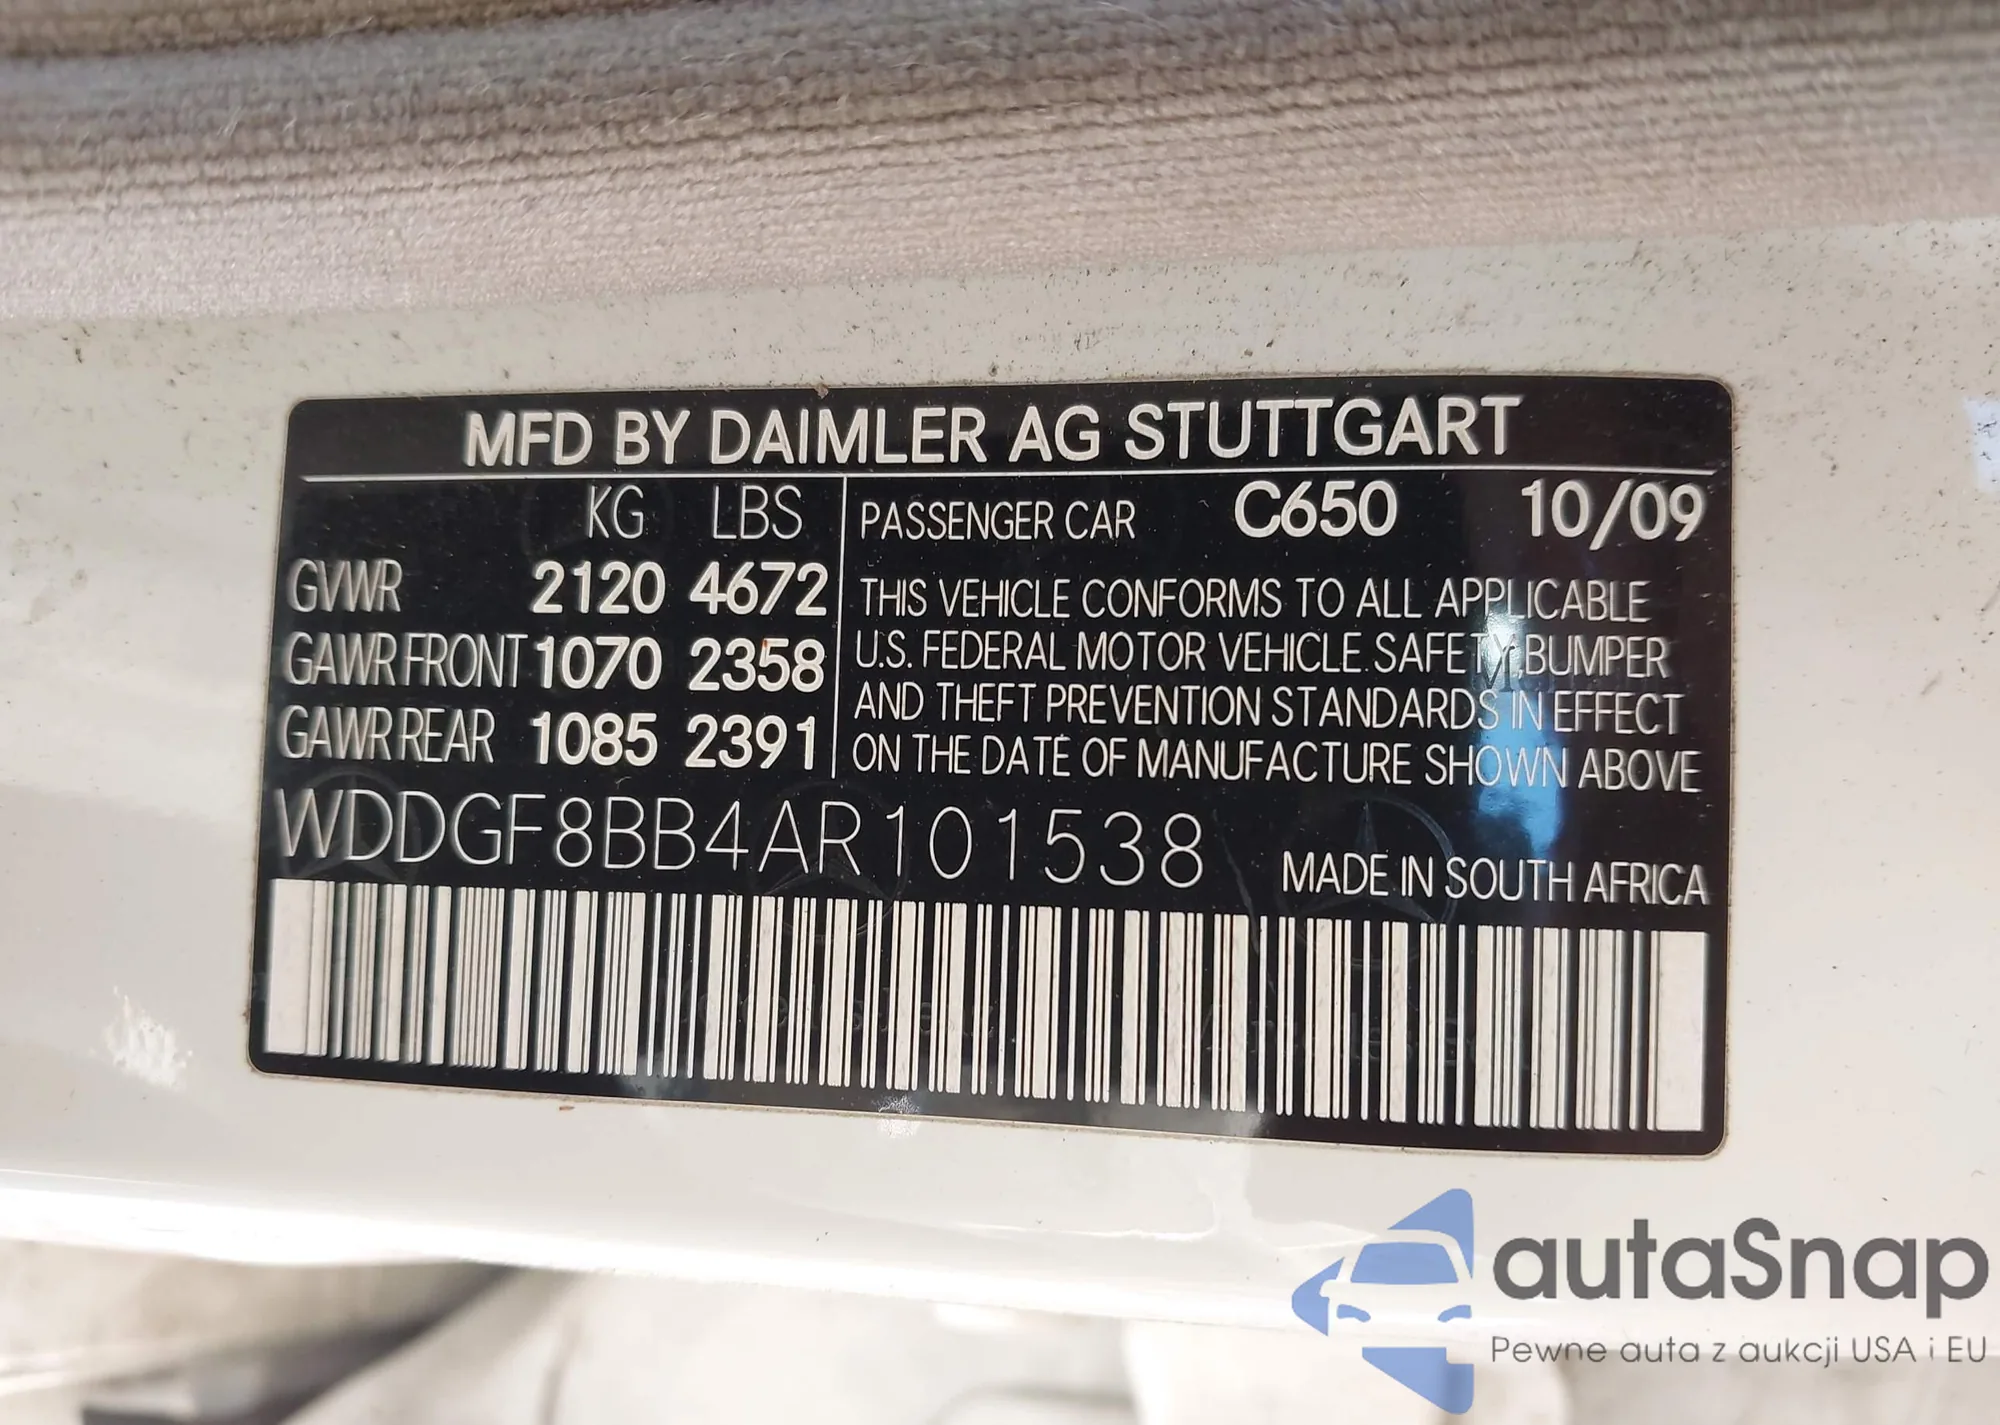 MFD BY DAIMLER AG STUTTGART
KG LBS
GVWR 2120 4672
GAWR FRONT 1070 2358
GAWR REAR 1085 2391
PASSENGER CAR C650 10/09
THIS VEHICLE CONFORMS TO ALL APPLICABLE
U.S. FEDERAL MOTOR VEHICLE SAFETY, BUMPER
AND THEFT PREVENTION STANDARDS IN EFFECT
ON THE DATE OF MANUFACTURE SHOWN ABOVE
WDDGF8BB4AR101538
MADE IN SOUTH AFRICA
autaSnap
Pewne auta z aukcji USA i EU